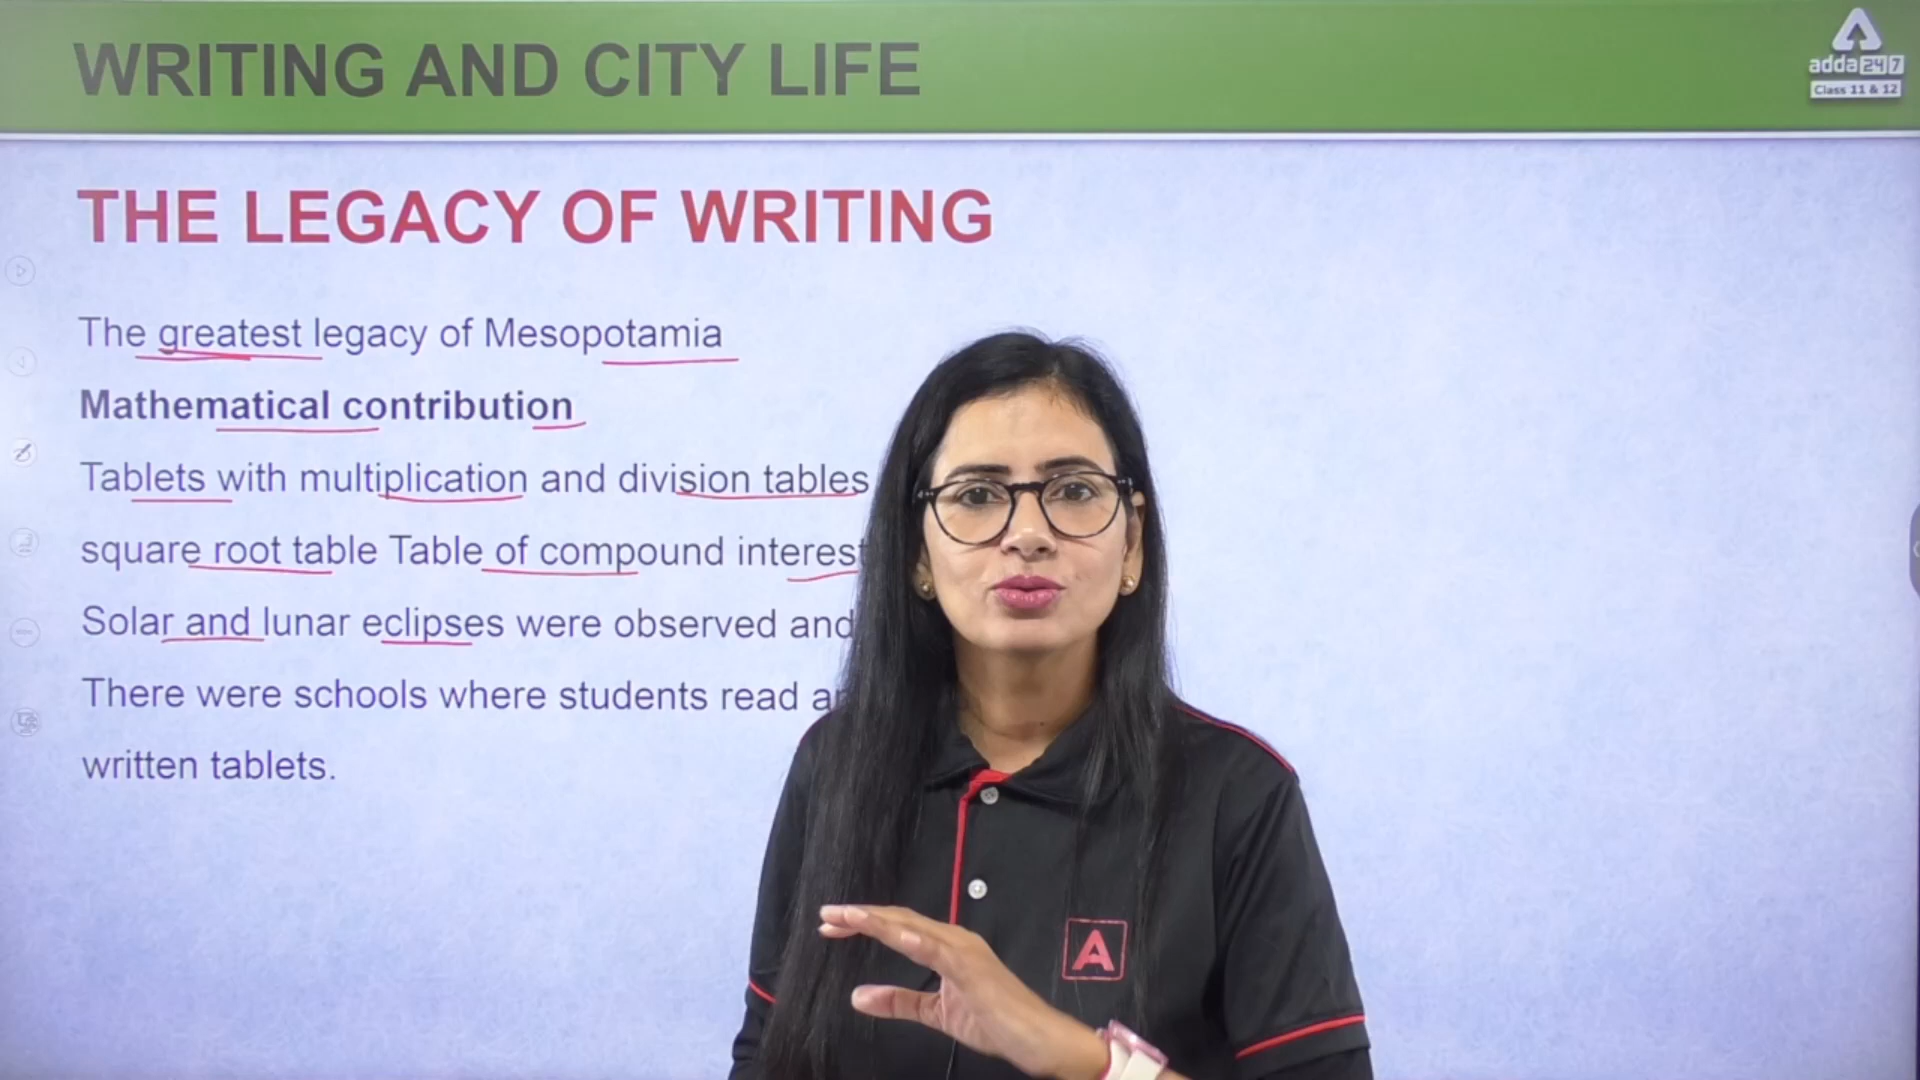 WRITING AND CITY LIFE
adda247
Class 11 & 12
THE LEGACY OF WRITING
The greatest legacy of Mesopotamia
Mathematical contribution
Tablets with multiplication and division tables
square root table Table of compound interest
Solar and lunar eclipses were observed and
There were schools where students read
written tablets.
A